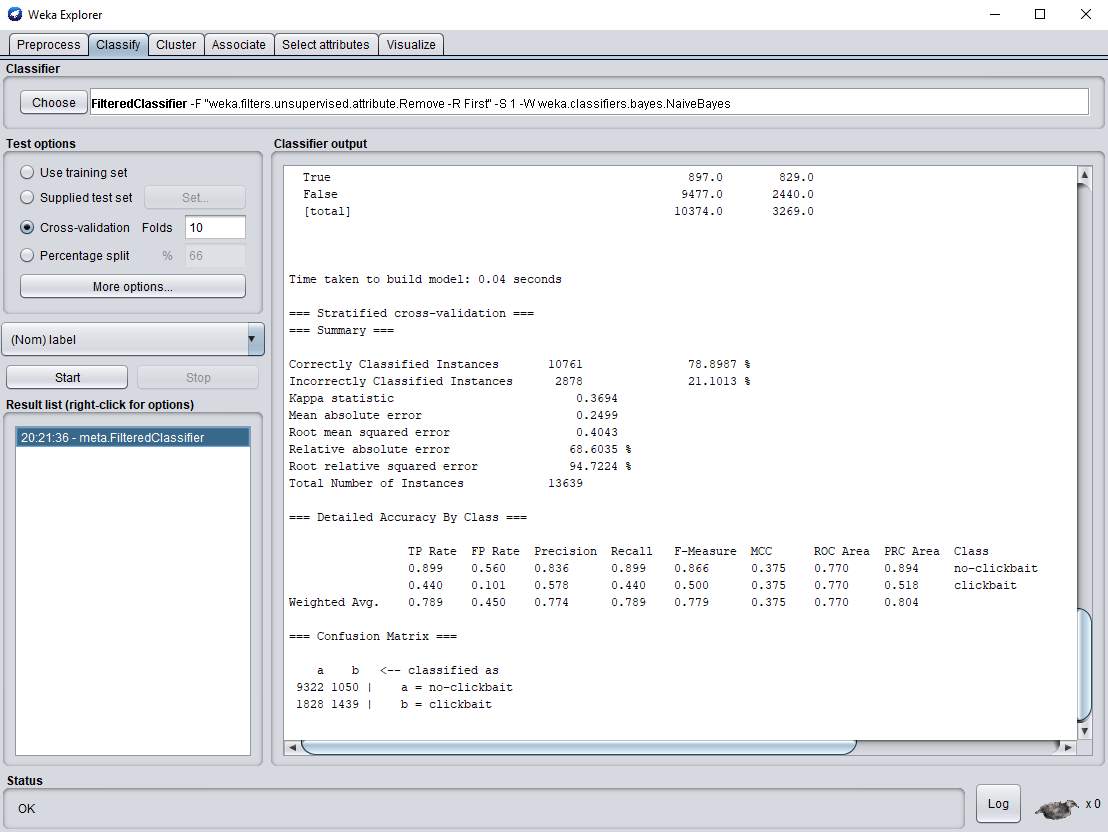 Weka Explorer
Preprocess Classify Cluster Associate Select attributes Visualize
Classifier
Choose FilteredClassifier -F "weka.filters.unsupervised.attribute.Remove -R First" -S 1 -W weka.classifiers.bayes.NaiveBayes
Test options
Use training set
Supplied test set Set...
Cross-validation Folds 10
Percentage split % 66
More options...
(Nom) label
Start Stop
Result list (right-click for options)
20:21:36 - meta.FilteredClassifier
Classifier output
True 897.0 829.0
False 9477.0 2440.0
[total] 10374.0 3269.0
Time taken to build model: 0.04 seconds
=== Stratified cross-validation ===
=== Summary ===
Correctly Classified Instances 10761 78.8987 %
Incorrectly Classified Instances 2878 21.1013 %
Kappa statistic 0.3694
Mean absolute error 0.2499
Root mean squared error 0.4043
Relative absolute error 68.6035 %
Root relative squared error 94.7224 %
Total Number of Instances 13639
=== Detailed Accuracy By Class ===
TP Rate FP Rate Precision Recall F-Measure MCC ROC Area PRC Area Class
0.899 0.560 0.836 0.899 0.866 0.375 0.770 0.894 no-clickbait
0.440 0.101 0.578 0.440 0.500 0.375 0.770 0.518 clickbait
Weighted Avg. 0.789 0.450 0.774 0.789 0.779 0.375 0.770 0.804
=== Confusion Matrix ===
a b <-- classified as
9322 1050 | a = no-clickbait
1828 1439 | b = clickbait
Status
OK
Log x 0